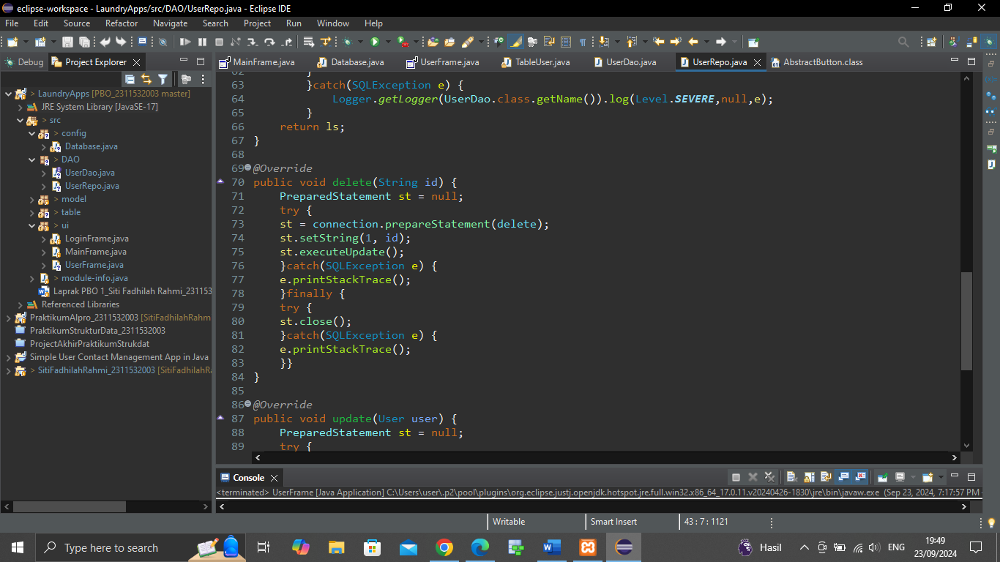 eclipse-workspace - LaundryApps/src/DAO/UserRepo.java - Eclipse IDE
File Edit Source Refactor Navigate Search Project Run Window Help
Debug Project Explorer
MainFrame.java Database.java UserFrame.java TableUser.java UserDao.java UserRepo.java AbstractButton.class
> LaundryApps [PBO_2311532003 master]
JRE System Library [JavaSE-17]
> src
> config
Database.java
> DAO
UserDao.java
UserRepo.java
> model
> table
> ui
LoginFrame.java
MainFrame.java
UserFrame.java
> module-info.java
Laprak PBO 1_Siti Fadhilah Rahmi_231153
Referenced Libraries
PraktikumAlpro_2311532003 [SitiFadhilahRahm
PraktikumStrukturData_2311532003
ProjectAkhirPraktikumStrukdat
Simple User Contact Management App in Java
> SitiFadhilahRahmi_2311532003 [SitiFadhilahRa
62 }
63 }catch(SQLException e) {
64 Logger.getLogger(UserDao.class.getName()).log(Level.SEVERE,null,e);
65 }
66 return ls;
67 }
68
69 @Override
70 public void delete(String id) {
71 PreparedStatement st = null;
72 try {
73 st = connection.prepareStatement(delete);
74 st.setString(1, id);
75 st.executeUpdate();
76 }catch(SQLException e) {
77 e.printStackTrace();
78 }finally {
79 try {
80 st.close();
81 }catch(SQLException e) {
82 e.printStackTrace();
83 }}
84 }
85
86 @Override
87 public void update(User user) {
88 PreparedStatement st = null;
89 try {
Console
<terminated> UserFrame [Java Application] C:\Users\user\.p2\pool\plugins\org.eclipse.justj.openjdk.hotspot.jre.full.win32.x86_64_17.0.11.v20240426-1830\jre\bin\javaw.exe (Sep 23, 2024, 7:17:57 PM -
Writable Smart Insert 43 : 7 : 1121
Type here to search
Hasil
ENG
19:49
23/09/2024